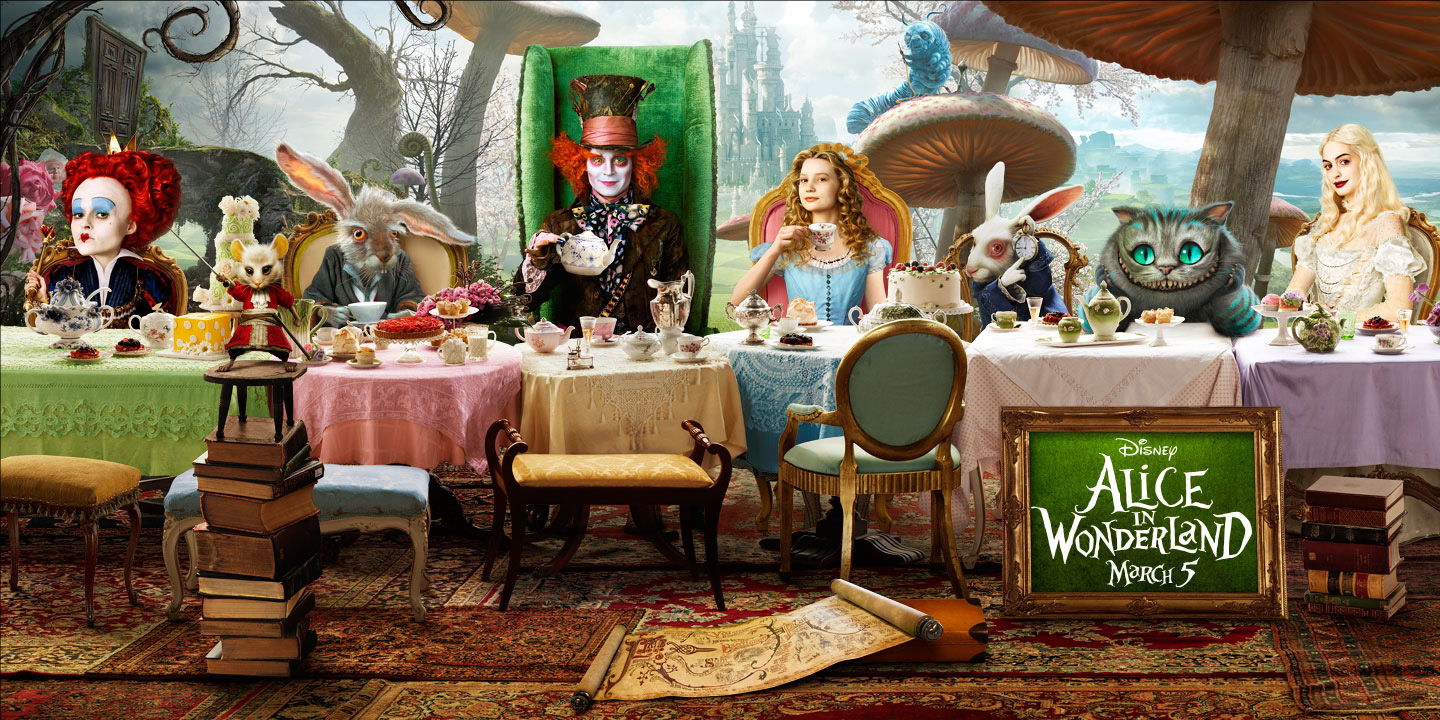 Disney
Alice
in
Wonderland
March 5